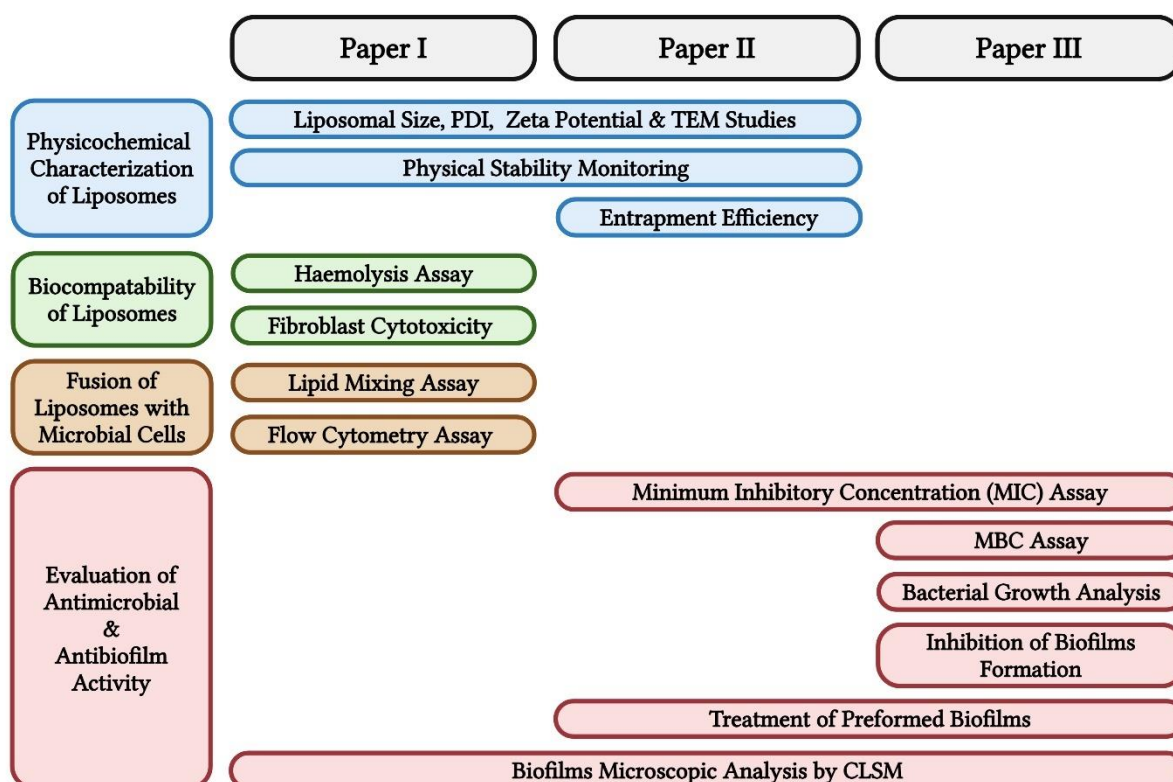 Paper I
Paper II
Paper III
Physicochemical
Characterization
of Liposomes
Liposomal Size, PDI, Zeta Potential & TEM Studies
Physical Stability Monitoring
Entrapment Efficiency
Biocompatability
of Liposomes
Haemolysis Assay
Fibroblast Cytotoxicity
Fusion of
Liposomes with
Microbial Cells
Lipid Mixing Assay
Flow Cytometry Assay
Evaluation of
Antimicrobial
&
Antibiofilm
Activity
Minimum Inhibitory Concentration (MIC) Assay
MBC Assay
Bacterial Growth Analysis
Inhibition of Biofilms
Formation
Treatment of Preformed Biofilms
Biofilms Microscopic Analysis by CLSM